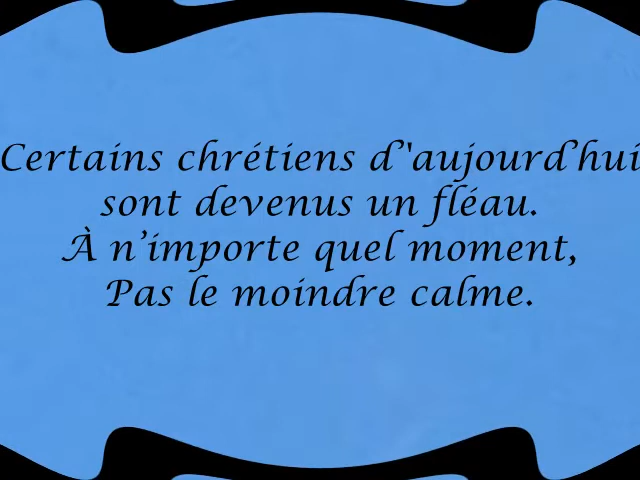 Certains chrétiens d'"aujourd'hui
sont devenus un fléau.
À n'importe quel moment,
Pas le moindre calme.